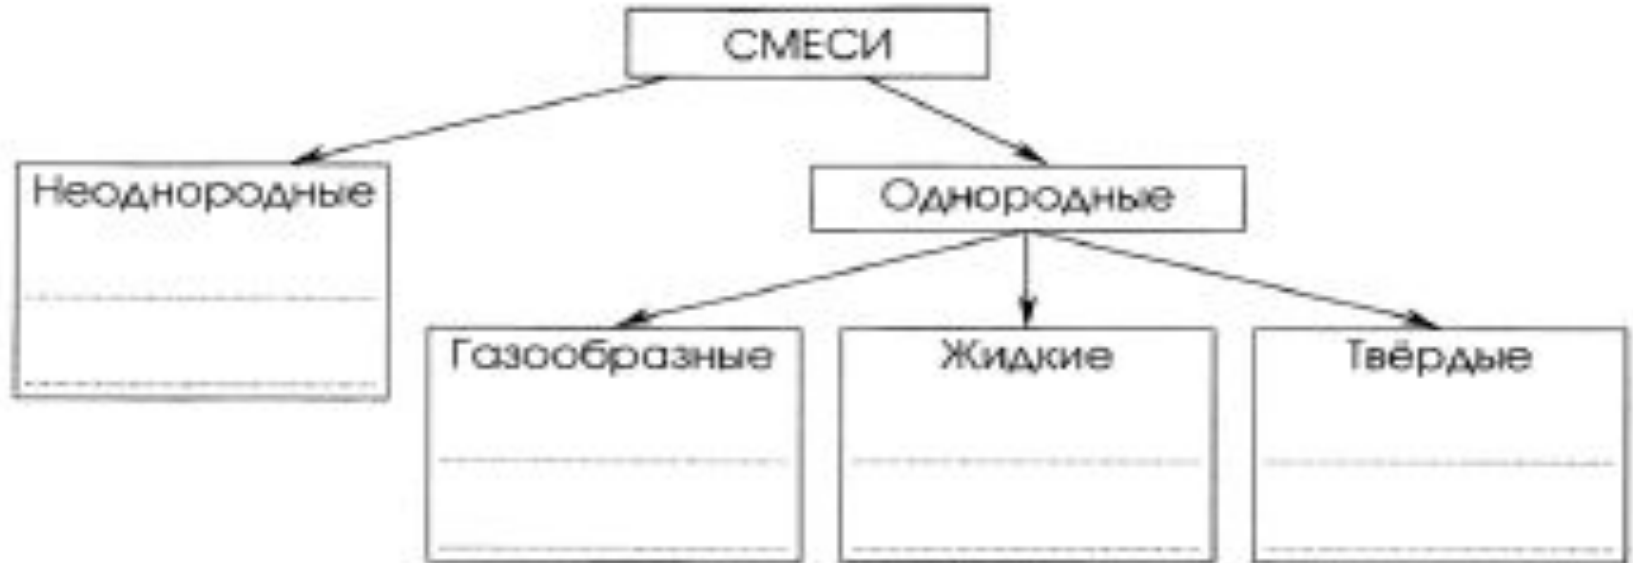 СМЕСИ
Неоднородные
Однородные
Газообразные
Жидкие
Твёрдые